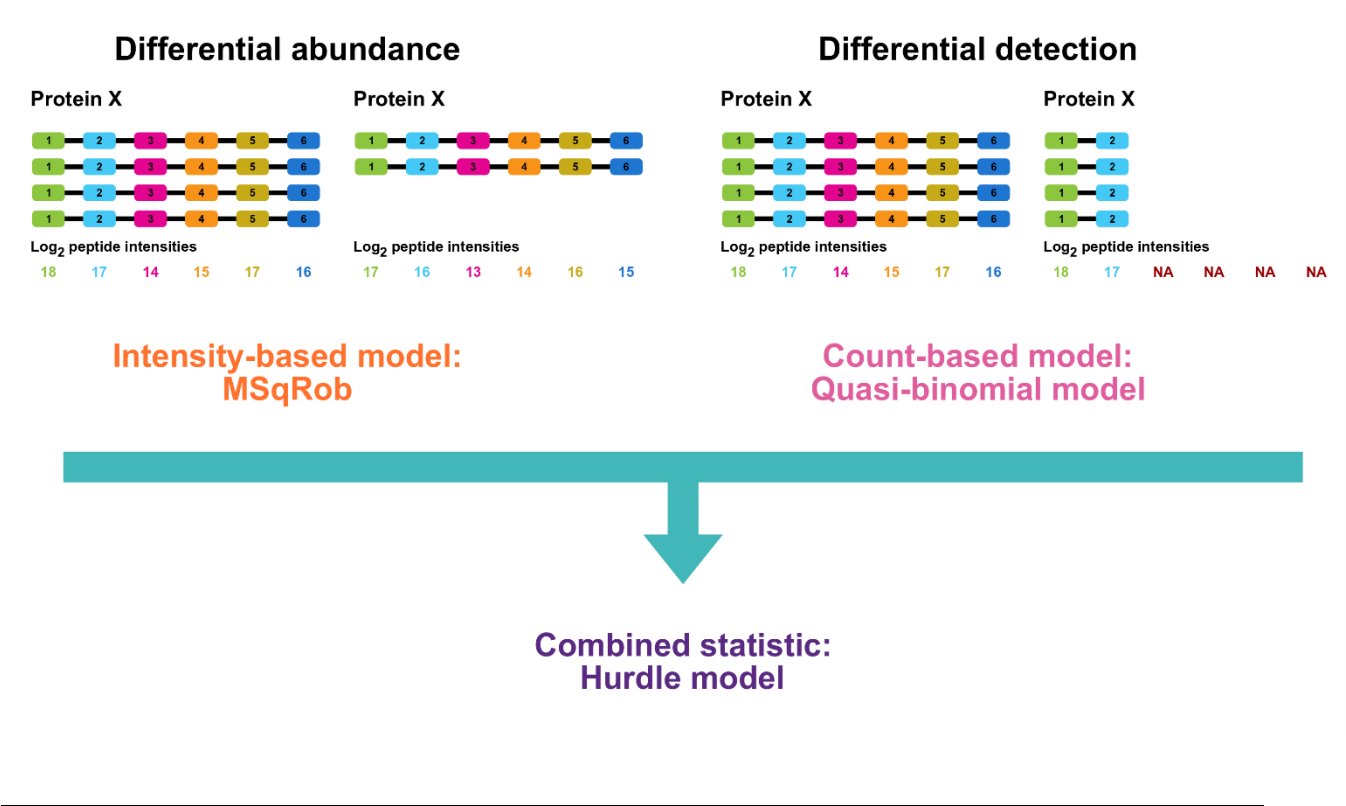 Differential abundance
Protein X
1 2 3 4 5 6
1 2 3 4 5 6
1 2 3 4 5 6
1 2 3 4 5 6
Log2 peptide intensities
18 17 14 15 17 16
Protein X
1 2 3 4 5 6
1 2 3 4 5 6
Log2 peptide intensities
17 16 13 14 16 15
Intensity-based model:
MSqRob
Differential detection
Protein X
1 2 3 4 5 6
1 2 3 4 5 6
1 2 3 4 5 6
1 2 3 4 5 6
Log2 peptide intensities
18 17 14 15 17 16
Protein X
1 2
1 2
1 2
1 2
Log2 peptide intensities
18 17 NA NA NA NA
Count-based model:
Quasi-binomial model
Combined statistic:
Hurdle model